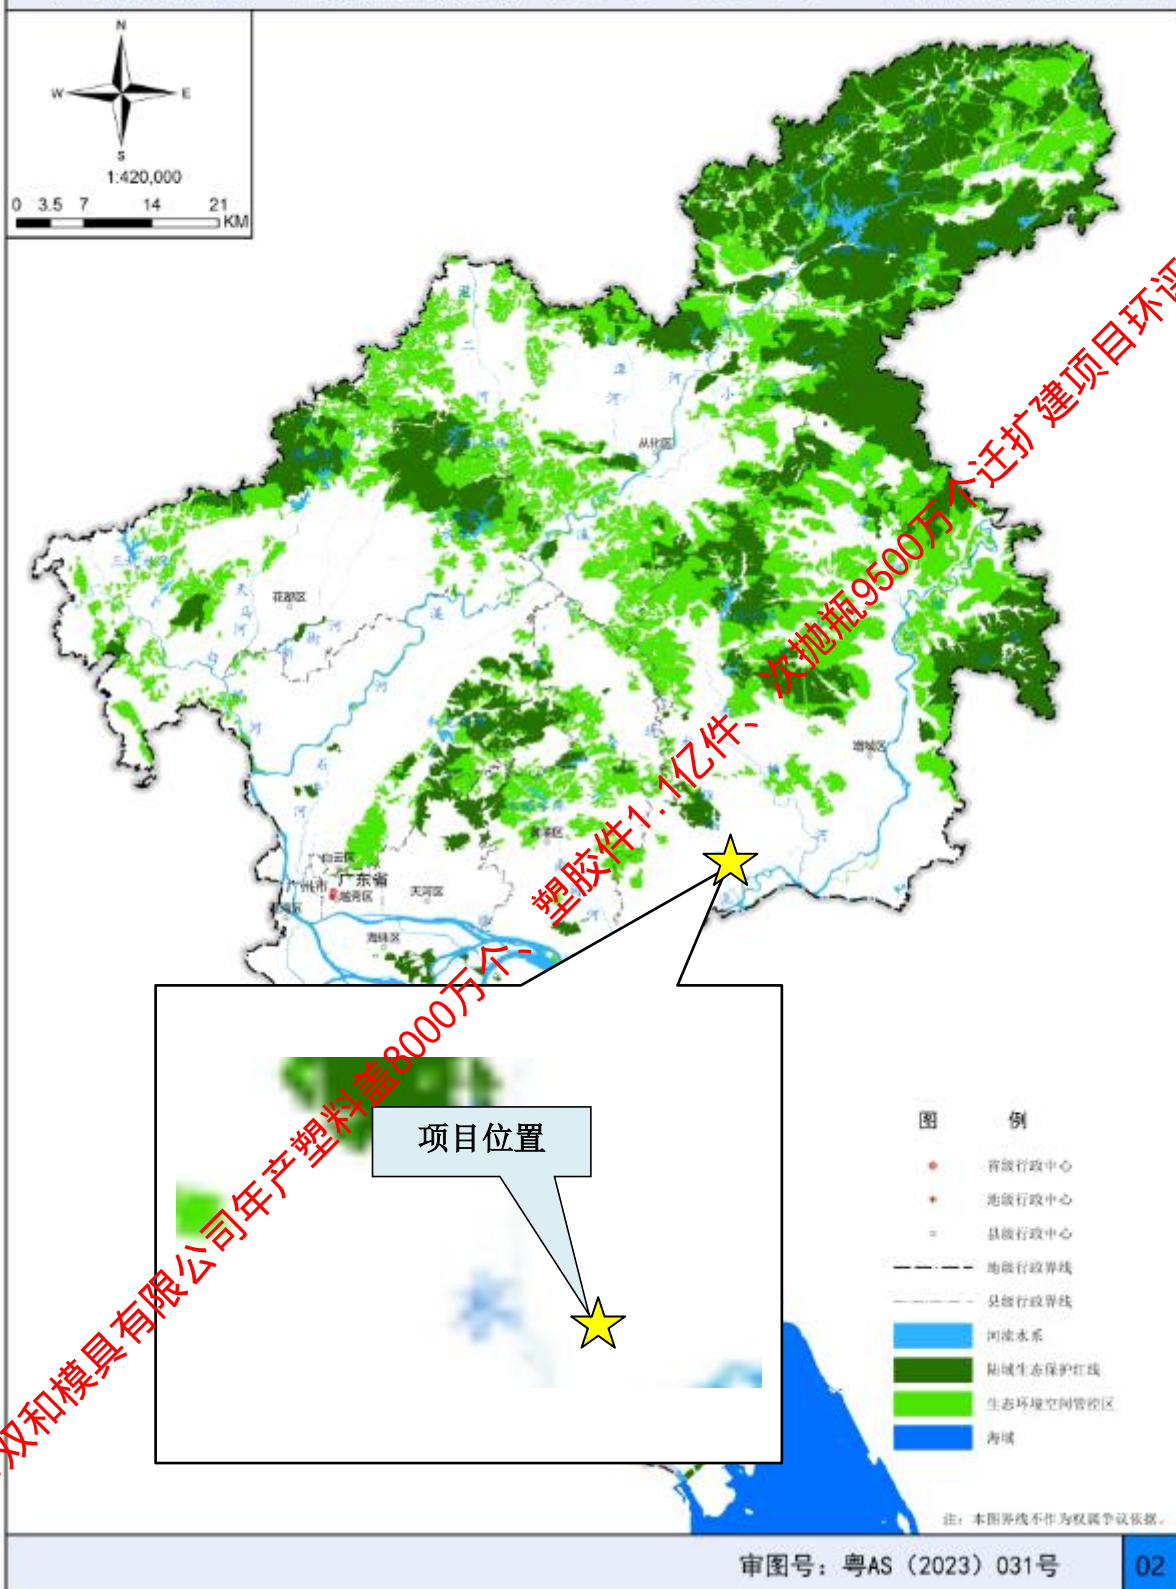 N
W E
S
1:420,000
0 3.5 7 14 21
KM
从化区
花都区
增城区
黄埔区
白云区
广州市
广东省
越秀区
天河区
海珠区
双和模具有限公司年产塑料盖8000万个、塑胶件1.1亿件、次抛瓶9500万个迁扩建项目环评
项目位置
图 例
省级行政中心
地级行政中心
县级行政中心
地级行政界线
县级行政界线
河流水系
陆域生态保护红线
生态环境空间管控区
海域
注：本图界线不作为权属争议依据。
审图号：粤AS（2023）031号
02